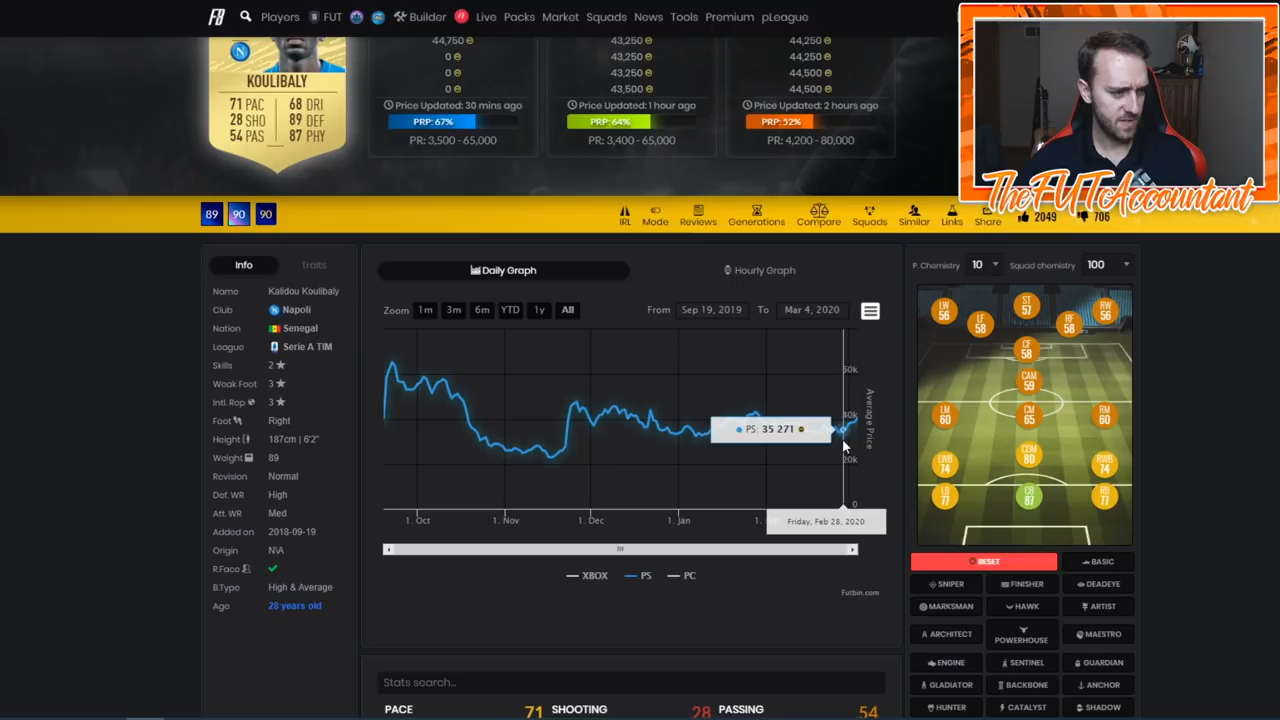 F8 Players FUT Builder Live Packs Market Squads News Tools Premium pLeague
44,750 43,250 44,250
0 43,250 44,250
0 43,250 44,500
0 43,500 44,500
KOULIBALY
71 PAC 68 DRI
28 SHO 89 DEF
54 PAS 87 PHY
Price Updated: 30 mins ago Price Updated: 1 hour ago Price Updated: 2 hours ago
PRP: 67% PRP: 64% PRP: 52%
PR: 3,500 - 65,000 PR: 3,400 - 65,000 PR: 4,200 - 80,000
TheFUTAccountant
89 90 90
IRL Mode Reviews Generations Compare Squads Similar Links Share 2049 706
Info Traits
Name Kalidou Koulibaly
Club Napoli
Nation Senegal
League Serie A TIM
Skills 2
Weak Foot 3
Intl. Rep 3
Foot Right
Height 187cm | 6'2"
Weight 89
Revision Normal
Def. WR High
Att. WR Med
Added on 2018-09-19
Origin N\A
R.Face
B.Type High & Average
Age 28 years old
Daily Graph Hourly Graph
Zoom 1m 3m 6m YTD 1y All From Sep 19, 2019 To Mar 4, 2020
40k
20k
0
Average Price
PS: 35 271
1. Oct 1. Nov 1. Dec 1. Jan
Friday, Feb 28, 2020
XBOX PS PC
Futbin.com
Stats search...
PACE 71 SHOOTING 28 PASSING 54
P. Chemistry 10 Squad chemistry 100
LW 56
ST 57
RW 56
LF 58
RF 58
CF 58
CAM 59
LM 60
CM 65
RM 60
LWB 74
CDM 80
RWB 74
LB 77
CB 87
RB 77
RESET BASIC
SNIPER FINISHER DEADEYE
MARKSMAN HAWK ARTIST
ARCHITECT POWERHOUSE MAESTRO
ENGINE SENTINEL GUARDIAN
GLADIATOR BACKBONE ANCHOR
HUNTER CATALYST SHADOW